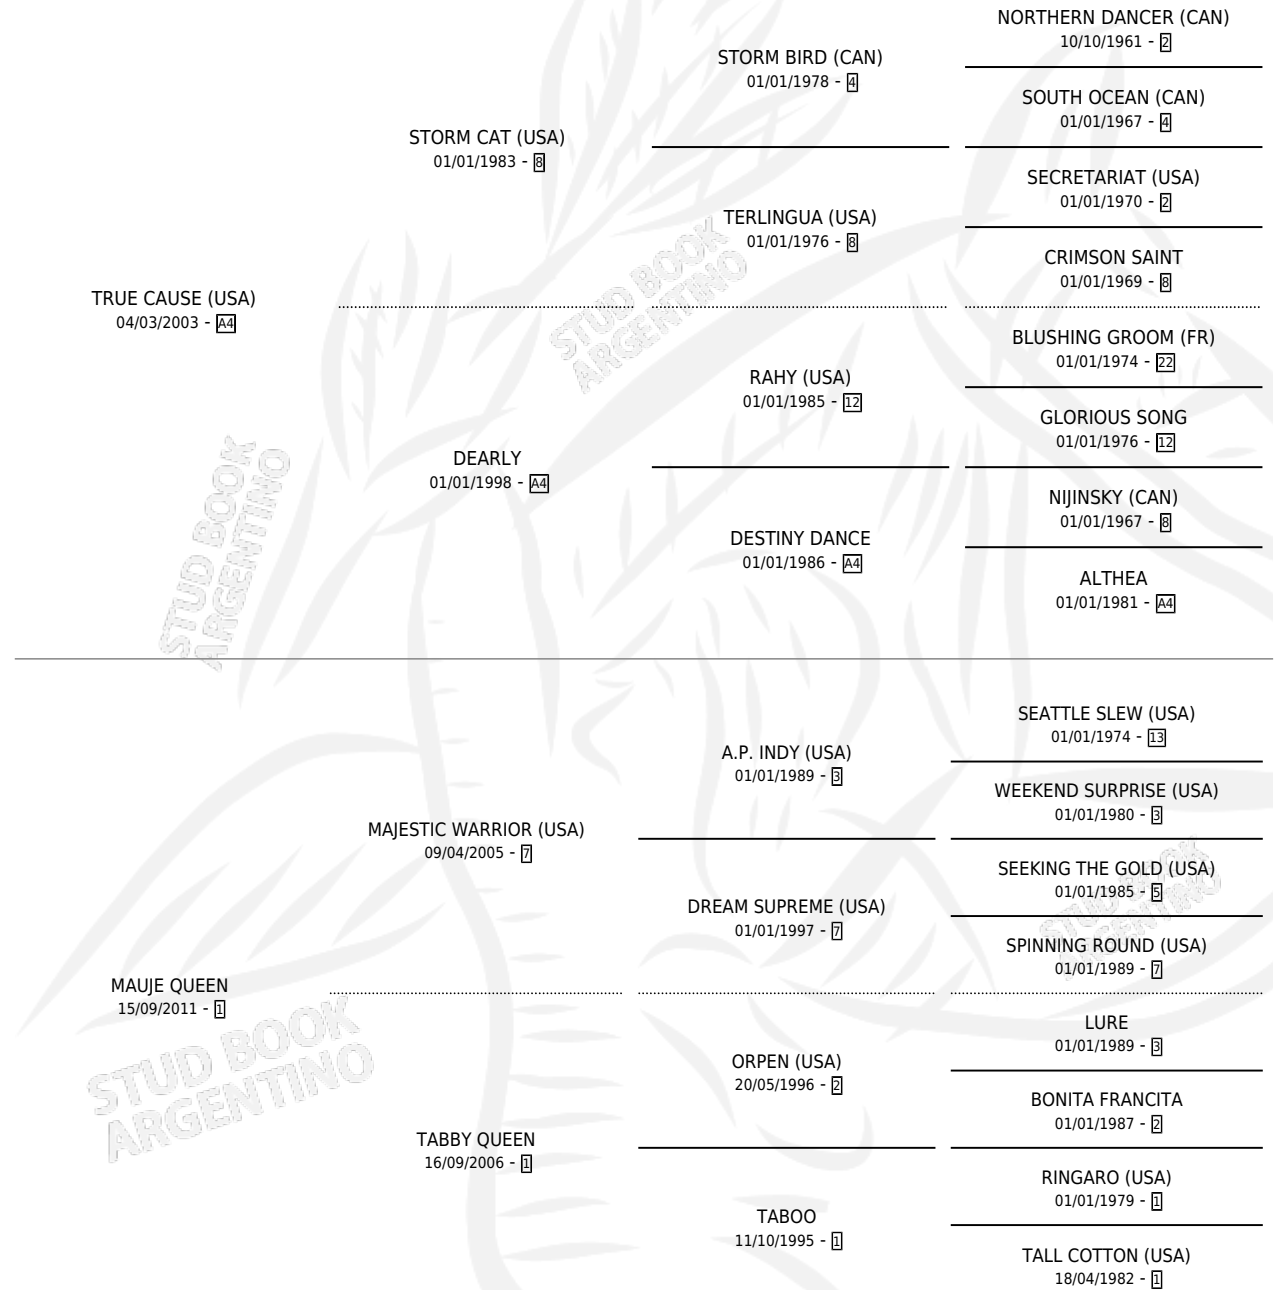 NORTHERN DANCER (CAN)
10/10/1961 - 2
STORM BIRD (CAN)
01/01/1978 - 4
SOUTH OCEAN (CAN)
01/01/1967 - 4
STORM CAT (USA)
01/01/1983 - 8
SECRETARIAT (USA)
01/01/1970 - 2
TERLINGUA (USA)
01/01/1976 - 8
CRIMSON SAINT
01/01/1969 - 8
TRUE CAUSE (USA)
04/03/2003 - A4
STUD BOOK
ARGENTINO
BLUSHING GROOM (FR)
01/01/1974 - 22
RAHY (USA)
01/01/1985 - 12
GLORIOUS SONG
01/01/1976 - 12
DEARLY
01/01/1998 - A4
NIJINSKY (CAN)
01/01/1967 - 8
DESTINY DANCE
01/01/1986 - A4
ALTHEA
01/01/1981 - A4
STUD BOOK
ARGENTINO
SEATTLE SLEW (USA)
01/01/1974 - 13
A.P. INDY (USA)
01/01/1989 - 3
WEEKEND SURPRISE (USA)
01/01/1980 - 3
MAJESTIC WARRIOR (USA)
09/04/2005 - 7
SEEKING THE GOLD (USA)
01/01/1985 - 5
DREAM SUPREME (USA)
01/01/1997 - 7
STUD BOOK
ARGENTINO
SPINNING ROUND (USA)
01/01/1989 - 7
MAUJE QUEEN
15/09/2011 - 1
LURE
01/01/1989 - 3
ORPEN (USA)
20/05/1996 - 2
STUD BOOK
ARGENTINO
BONITA FRANCITA
01/01/1987 - 2
TABBY QUEEN
16/09/2006 - 1
RINGARO (USA)
01/01/1979 - 1
TABOO
11/10/1995 - 1
TALL COTTON (USA)
18/04/1982 - 1